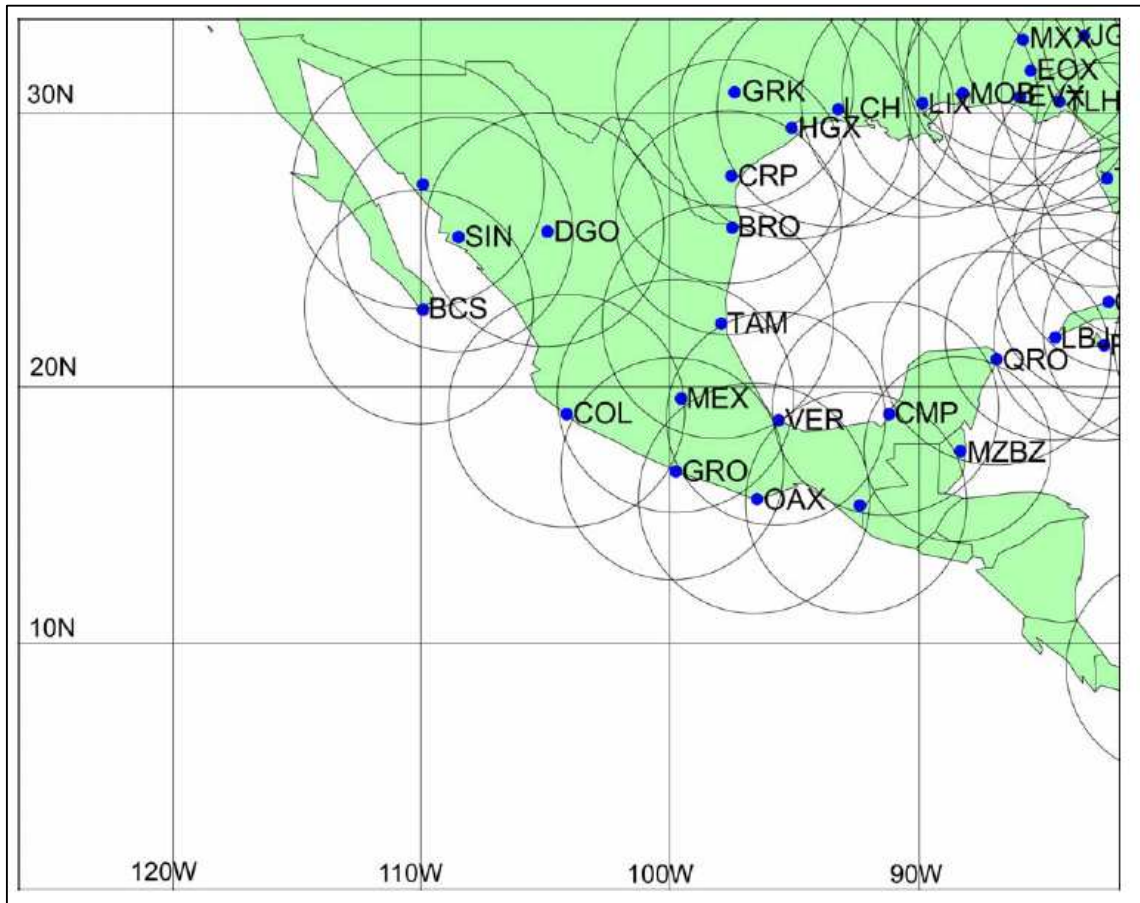 MXX JG
EOX
GRK MOB EVX TLH
30N LCH LIX
HGX
CRP
BRO
SIN DGO
BCS
TAM
LB
20N QRO
MEX
COL VER CMP
MZBZ
GRO
OAX
10N
120W 110W 100W 90W